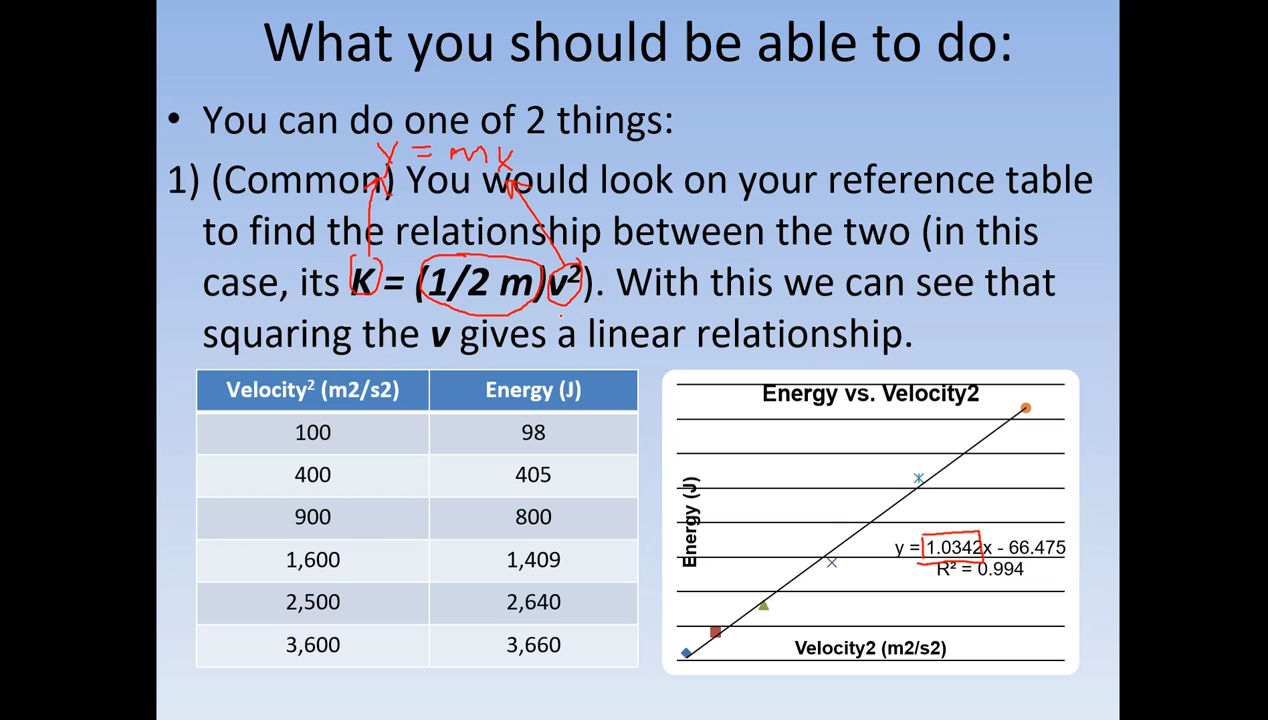 What you should be able to do:
• You can do one of 2 things:
y = mx
1) (Common) You would look on your reference table
to find the relationship between the two (in this
case, its K = (1/2 m)v²). With this we can see that
squaring the v gives a linear relationship.
Velocity² (m2/s2) Energy (J)
100 98
400 405
900 800
1,600 1,409
2,500 2,640
3,600 3,660
Energy vs. Velocity2
Energy (J)
y = 1.0342x - 66.475
R² = 0.994
Velocity2 (m2/s2)